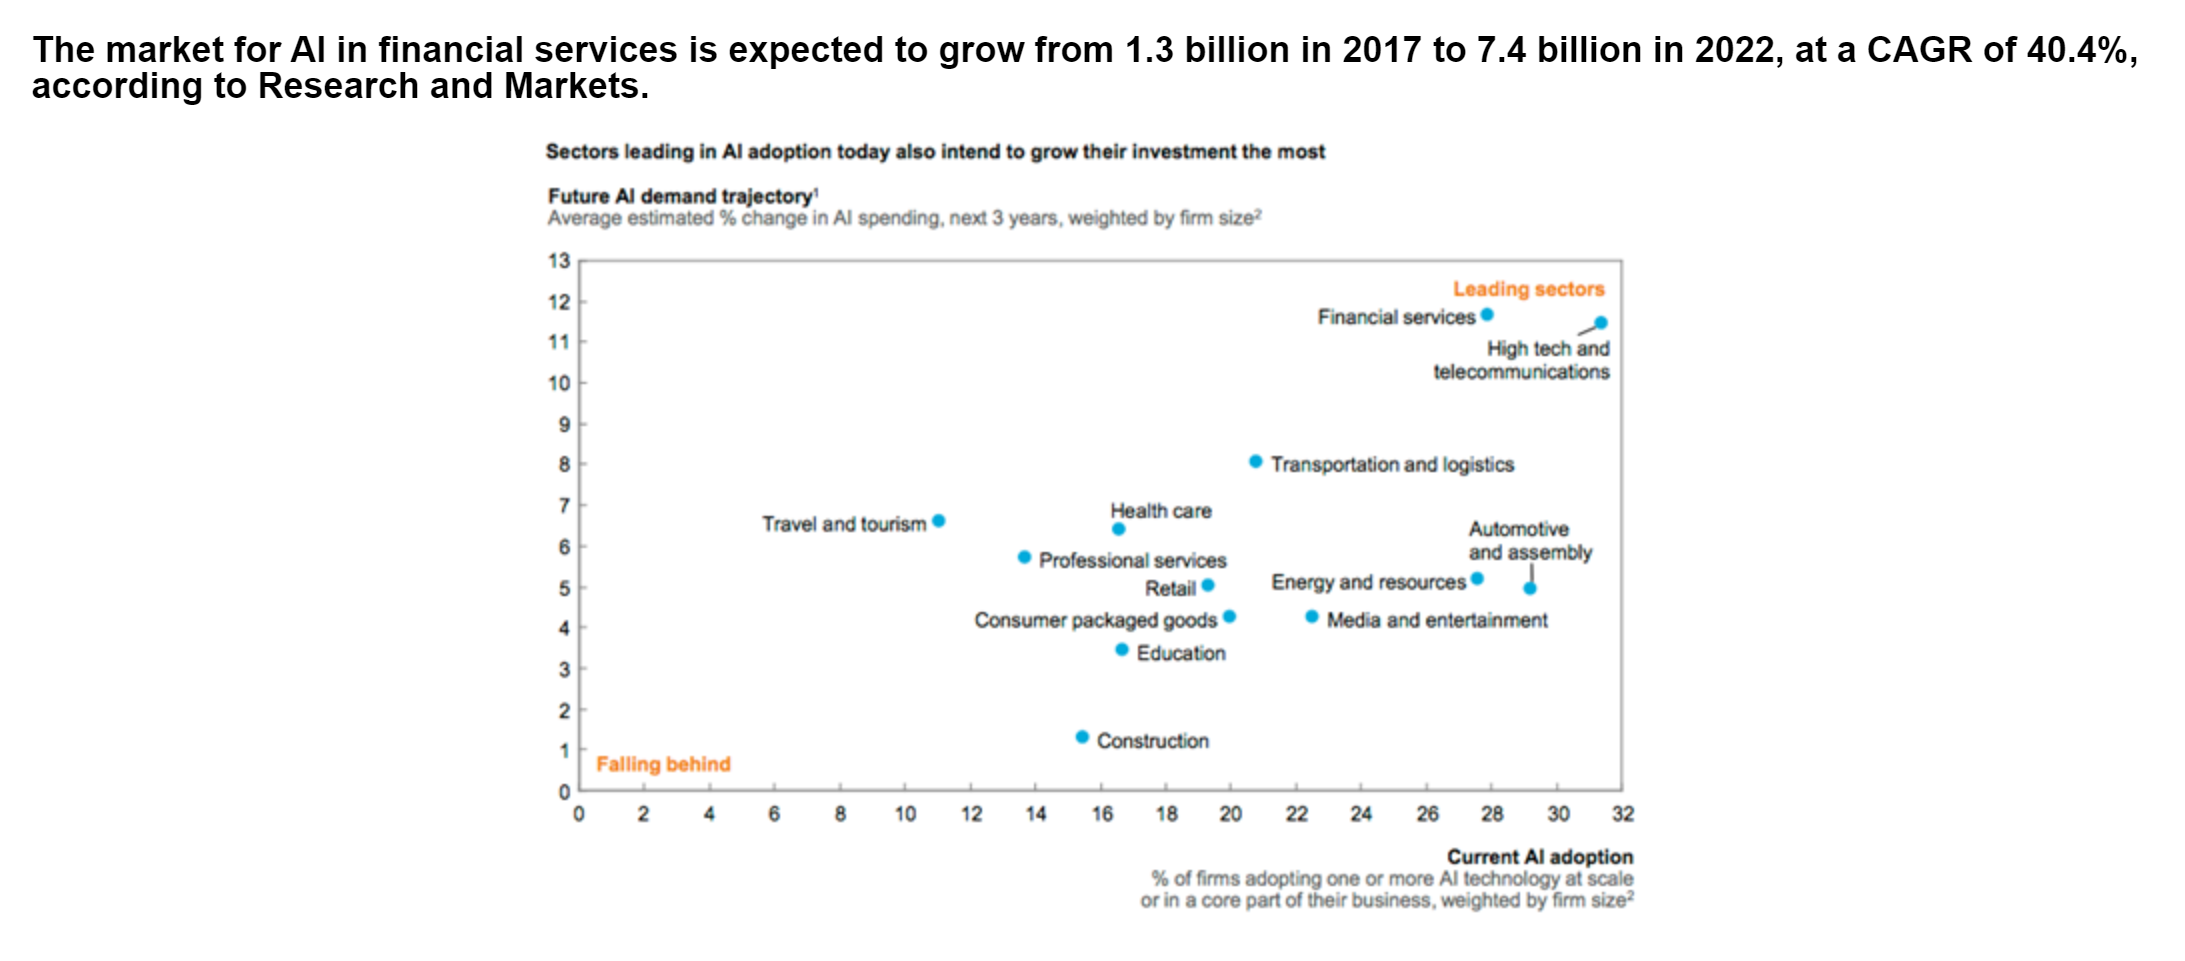 The market for AI in financial services is expected to grow from 1.3 billion in 2017 to 7.4 billion in 2022, at a CAGR of 40.4%,
according to Research and Markets.
Sectors leading in AI adoption today also intend to grow their investment the most
Future AI demand trajectory¹
Average estimated % change in AI spending, next 3 years, weighted by firm size²
13
12
11
10
9
8
7
6
5
4
3
2
1
0
Leading sectors
Financial services
High tech and
telecommunications
Transportation and logistics
Health care
Travel and tourism
Automotive
and assembly
Professional services
Energy and resources
Retail
Consumer packaged goods
Media and entertainment
Education
Construction
Falling behind
0 2 4 6 8 10 12 14 16 18 20 22 24 26 28 30 32
Current AI adoption
% of firms adopting one or more AI technology at scale
or in a core part of their business, weighted by firm size²